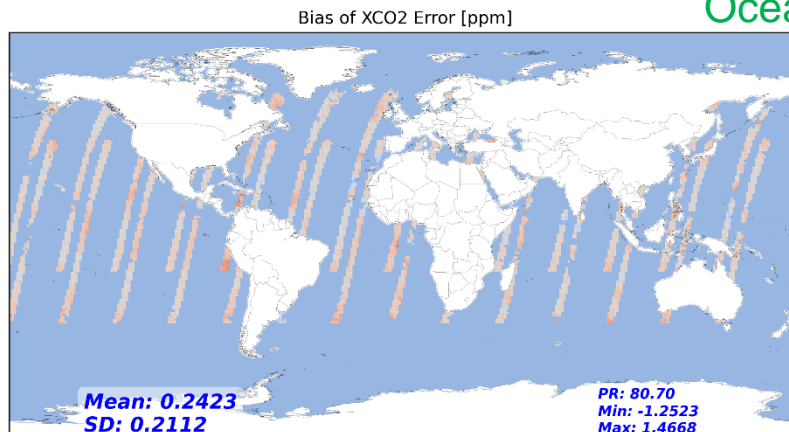 Bias of XCO2 Error [ppm]
Mean: 0.2423
SD: 0.2112
PR: 80.70
Min: -1.2523
Max: 1.4668